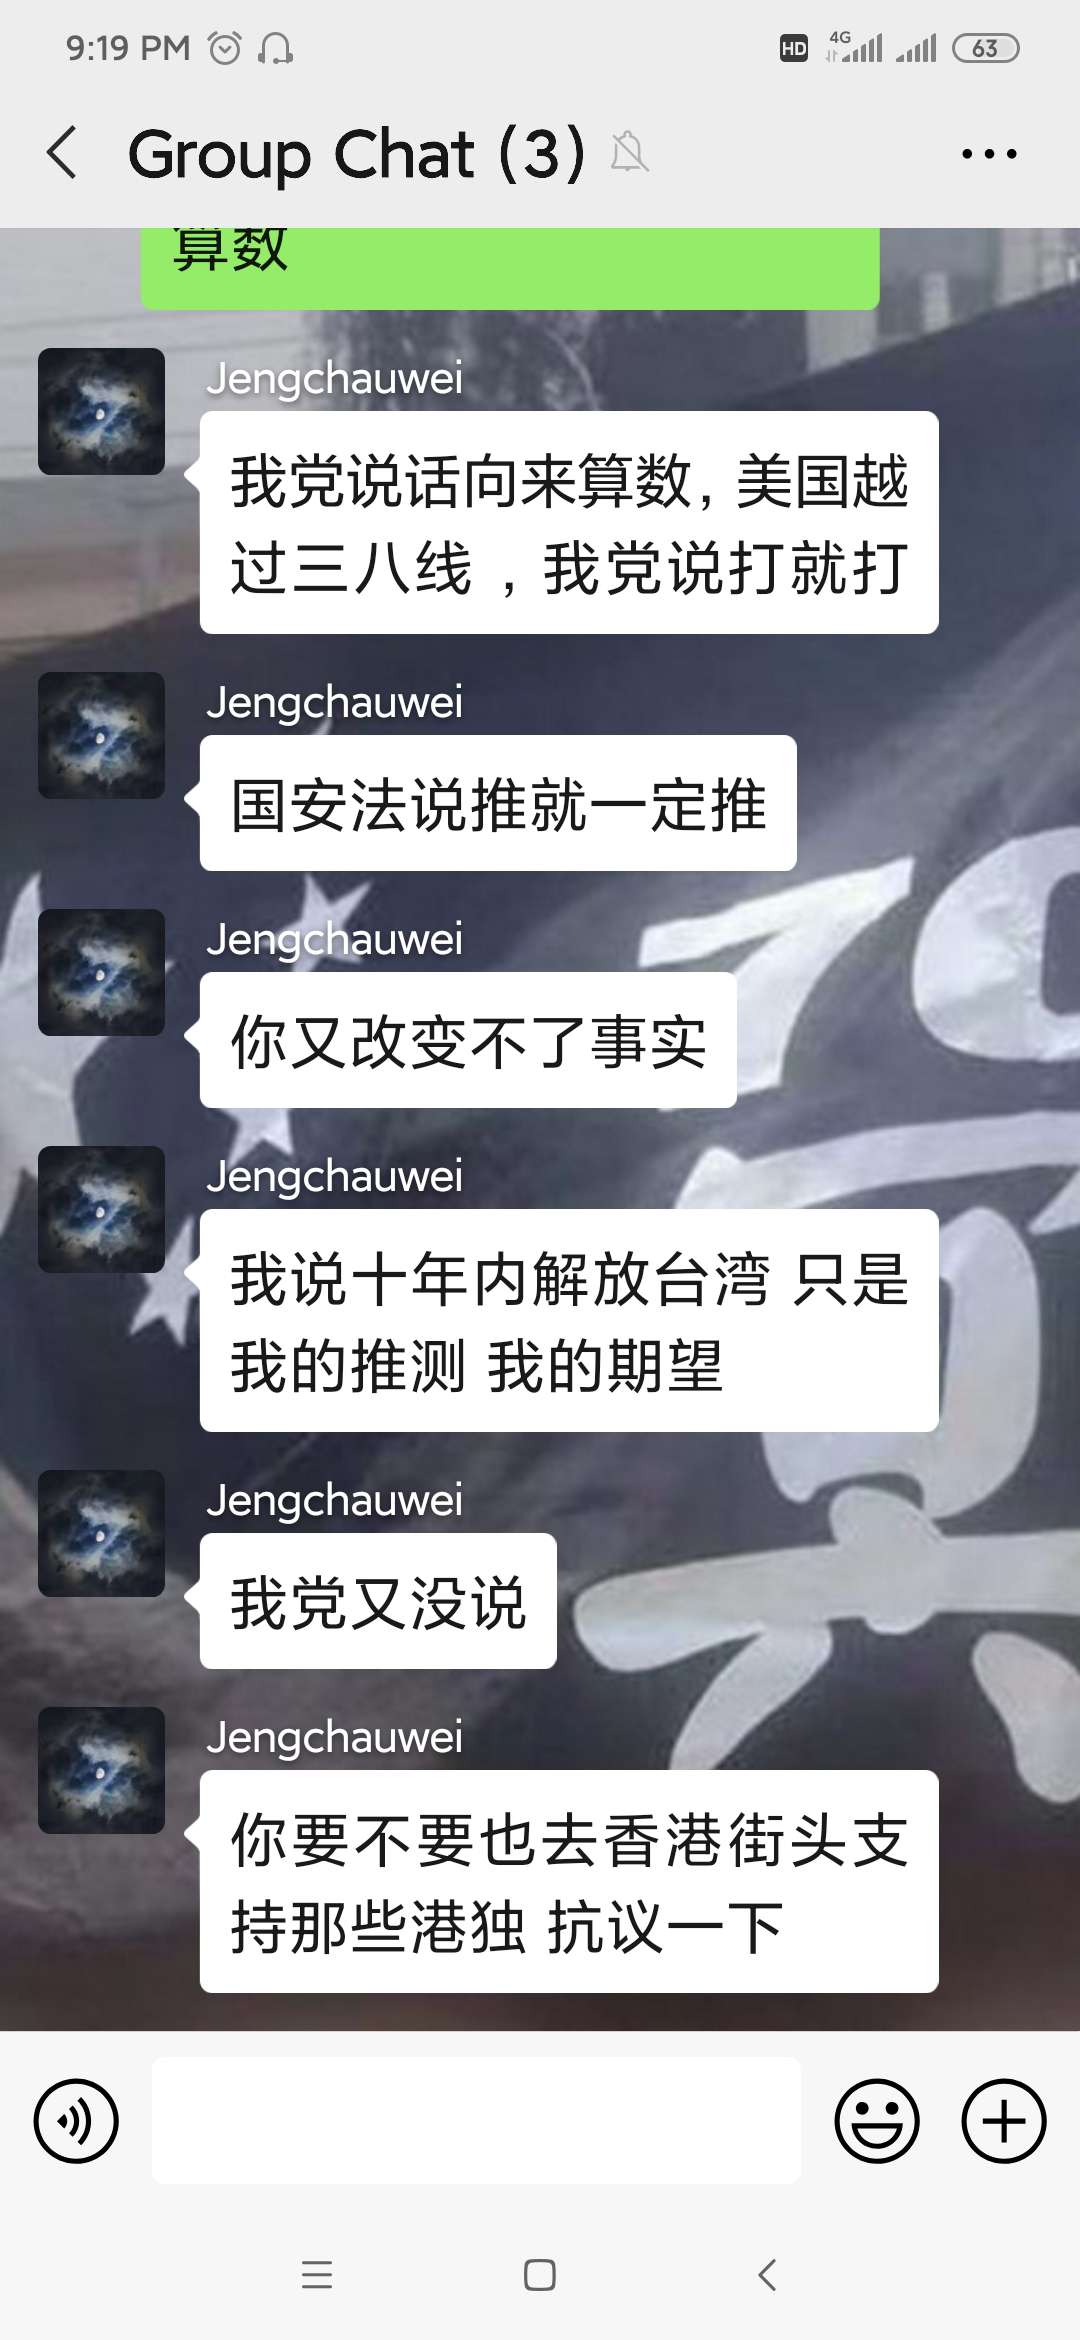 9:19 PM
HD 4G 63
Group Chat (3)
算数
Jengchauwei
我党说话向来算数, 美国越
过三八线，我党说打就打
Jengchauwei
国安法说推就一定推
Jengchauwei
你又改变不了事实
Jengchauwei
我说十年内解放台湾 只是
我的推测 我的期望
Jengchauwei
我党又没说
Jengchauwei
你要不要也去香港街头支
持那些港独 抗议一下